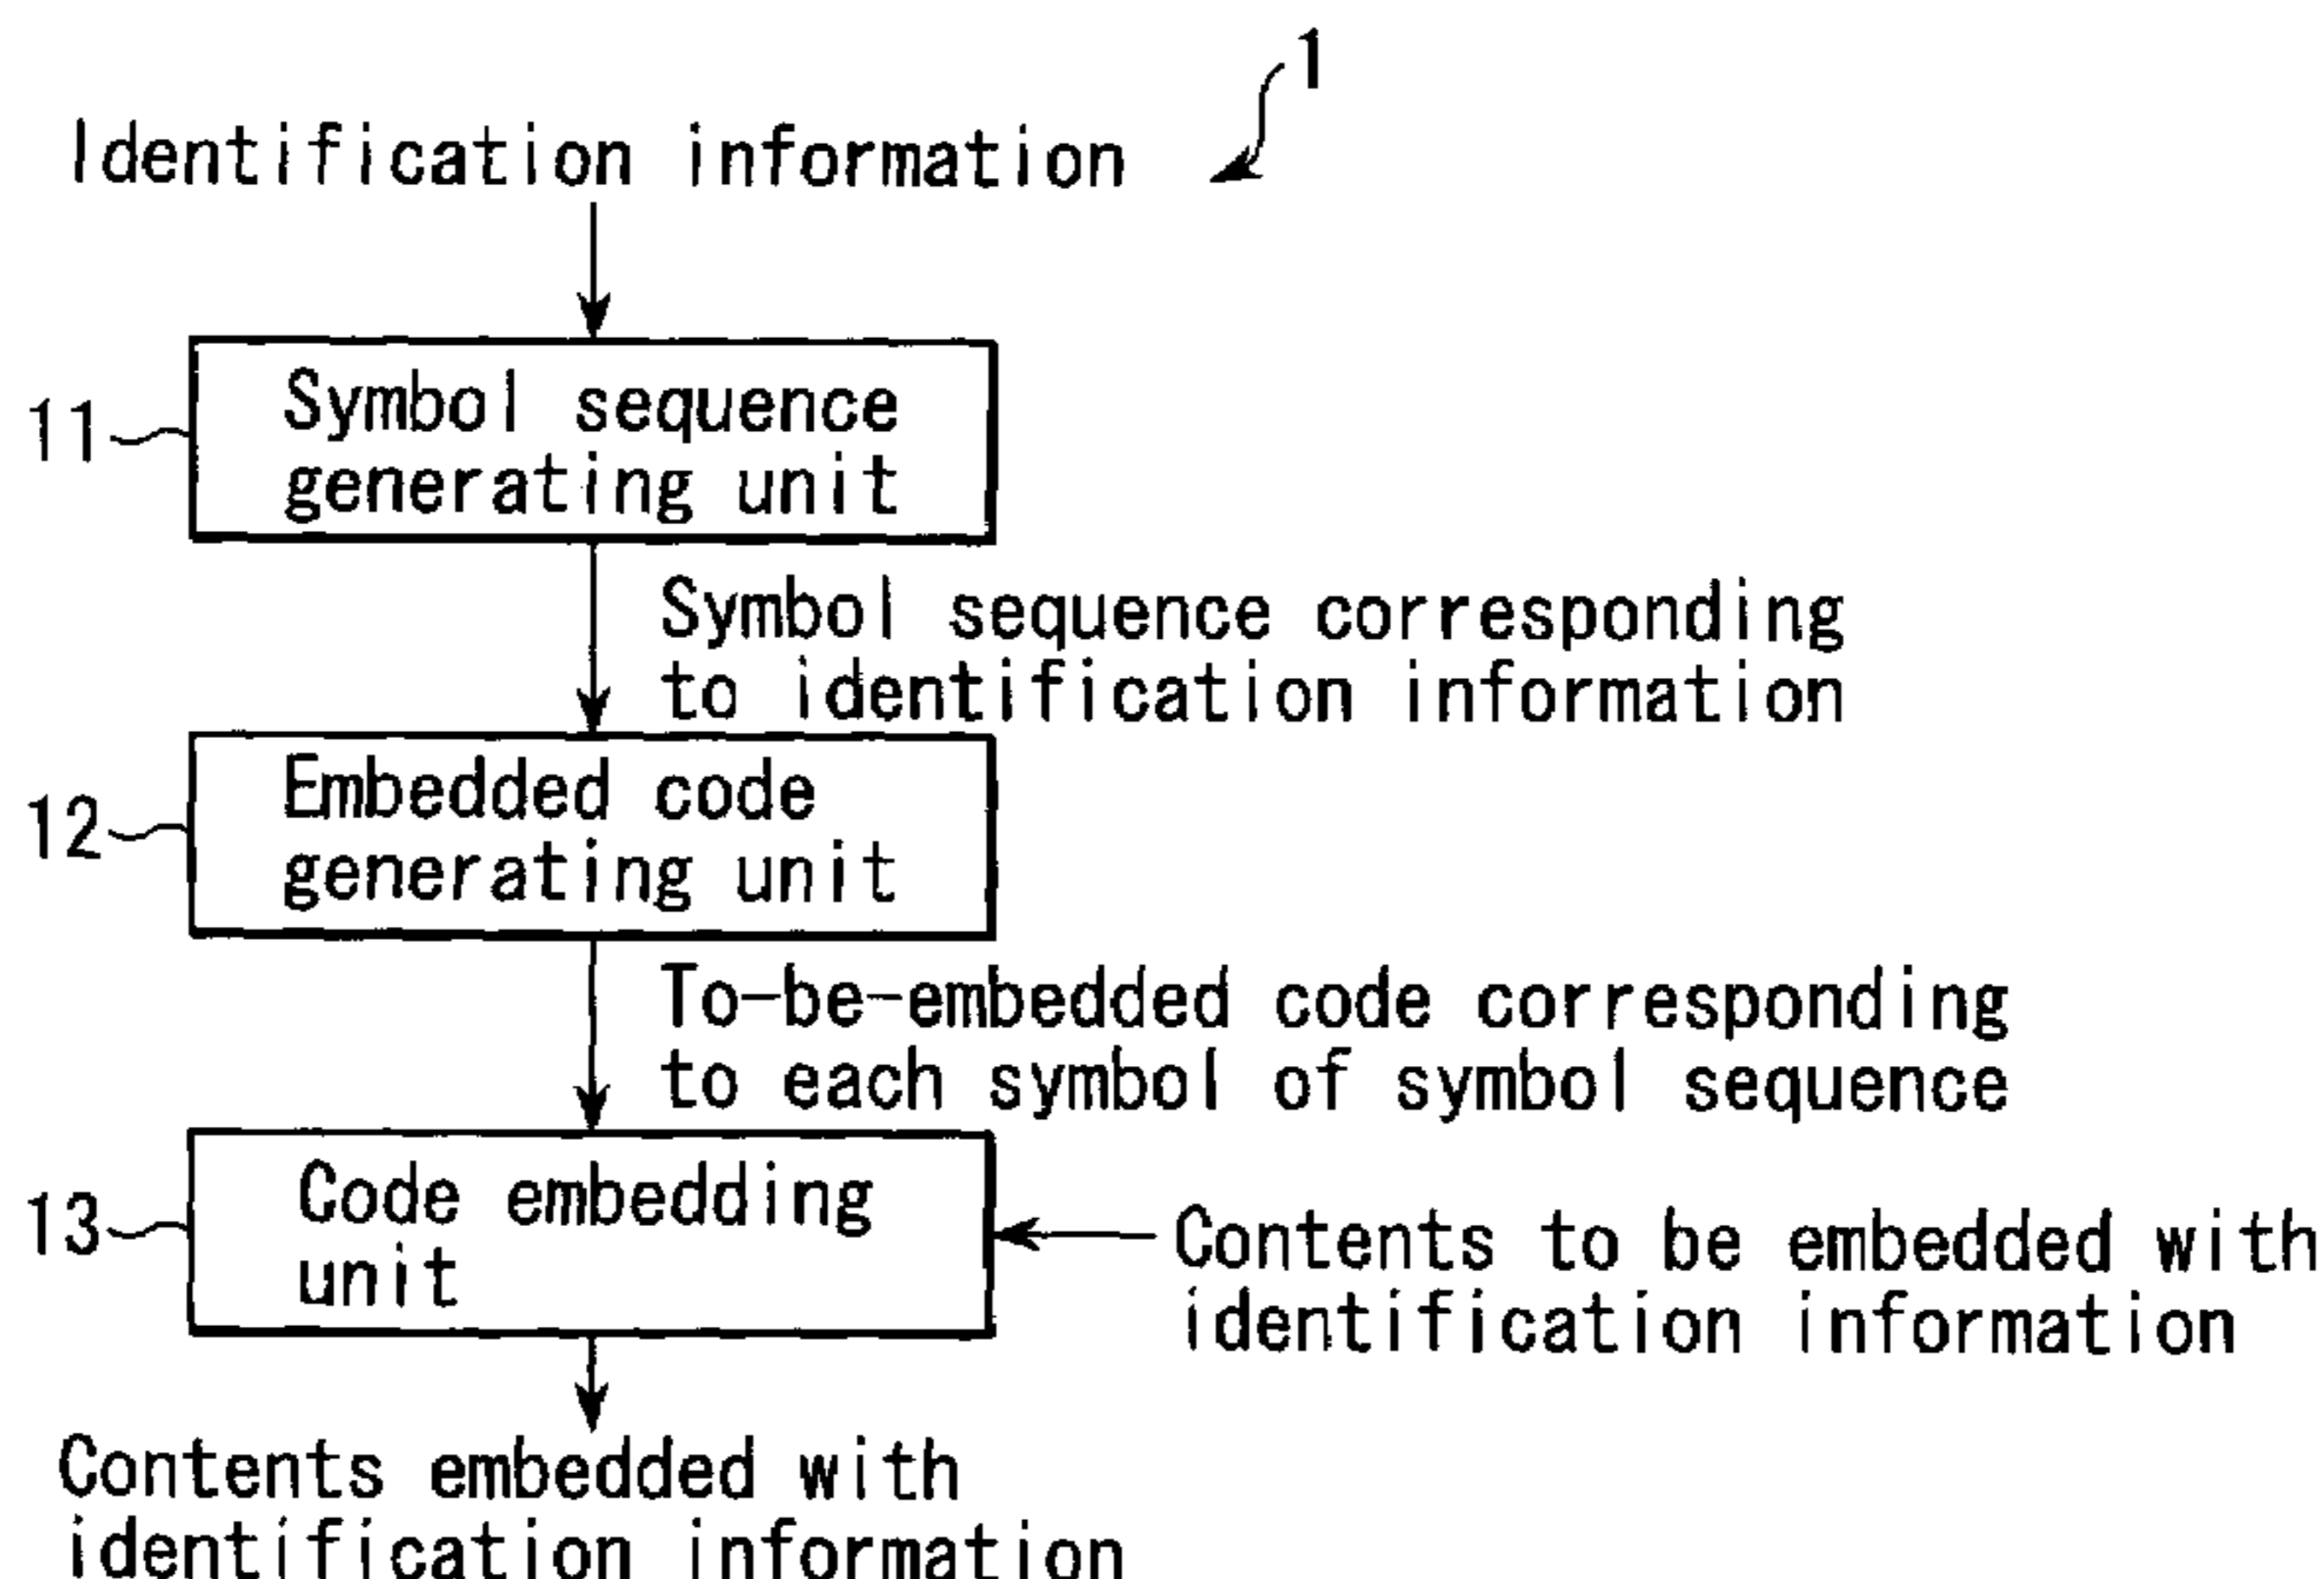 1
Identification information
11
Symbol sequence
generating unit
Symbol sequence corresponding
to identification information
12
Embedded code
generating unit
To-be-embedded code corresponding
to each symbol of symbol sequence
13
Code embedding
unit
Contents to be embedded with
identification information
Contents embedded with
identification information